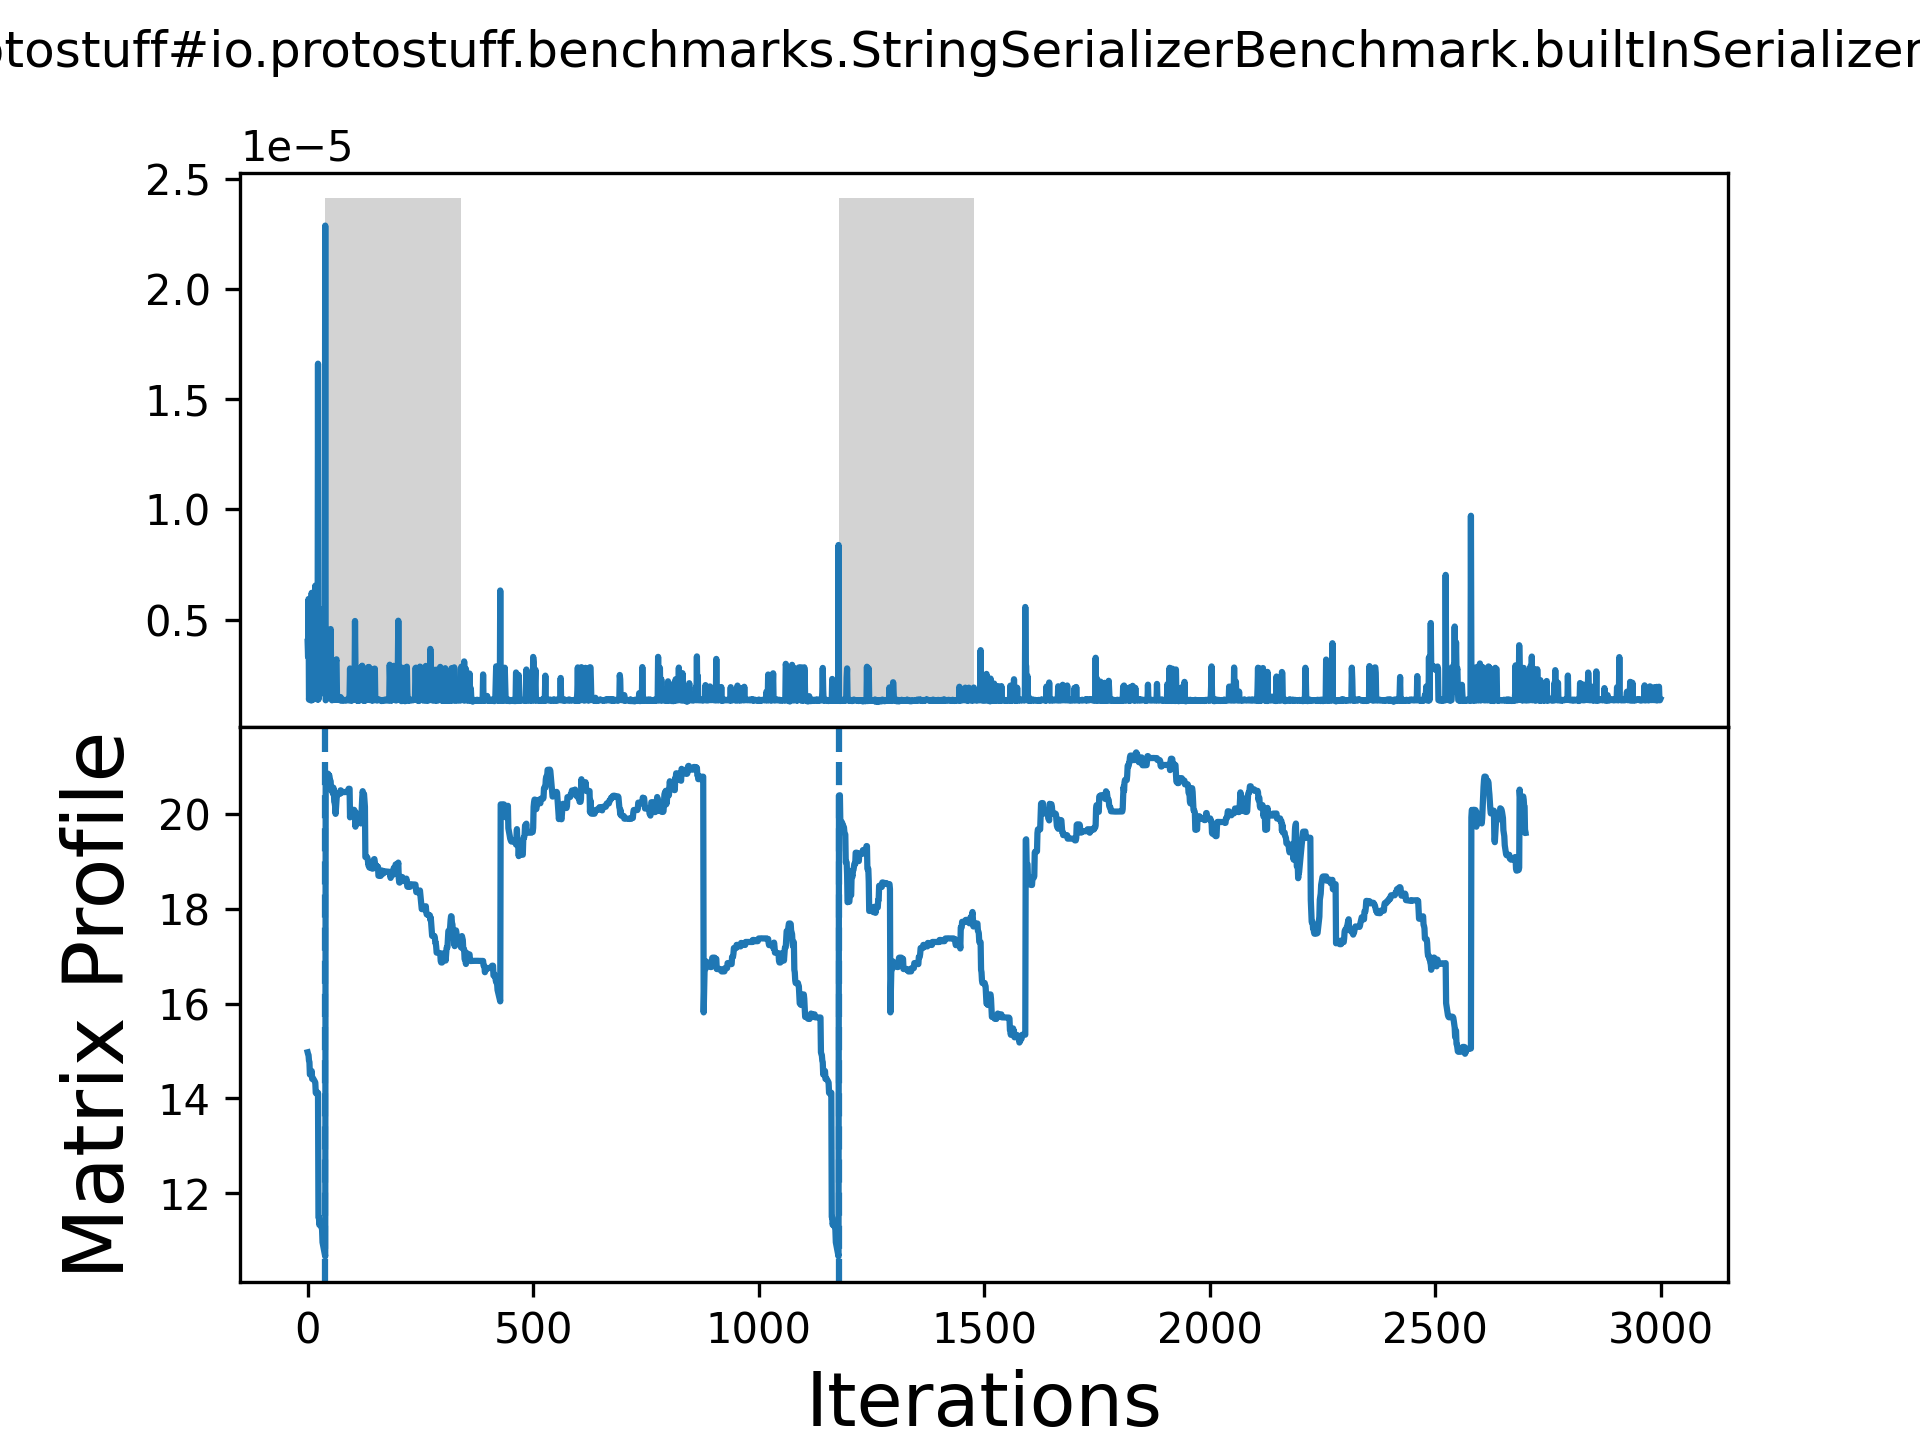 otostuff#io.protostuff.benchmarks.StringSerializerBenchmark.builtInSerializer
1e−5
2.5
2.0
1.5
1.0
0.5
Matrix Profile
20
18
16
14
12
0 500 1000 1500 2000 2500 3000
Iterations